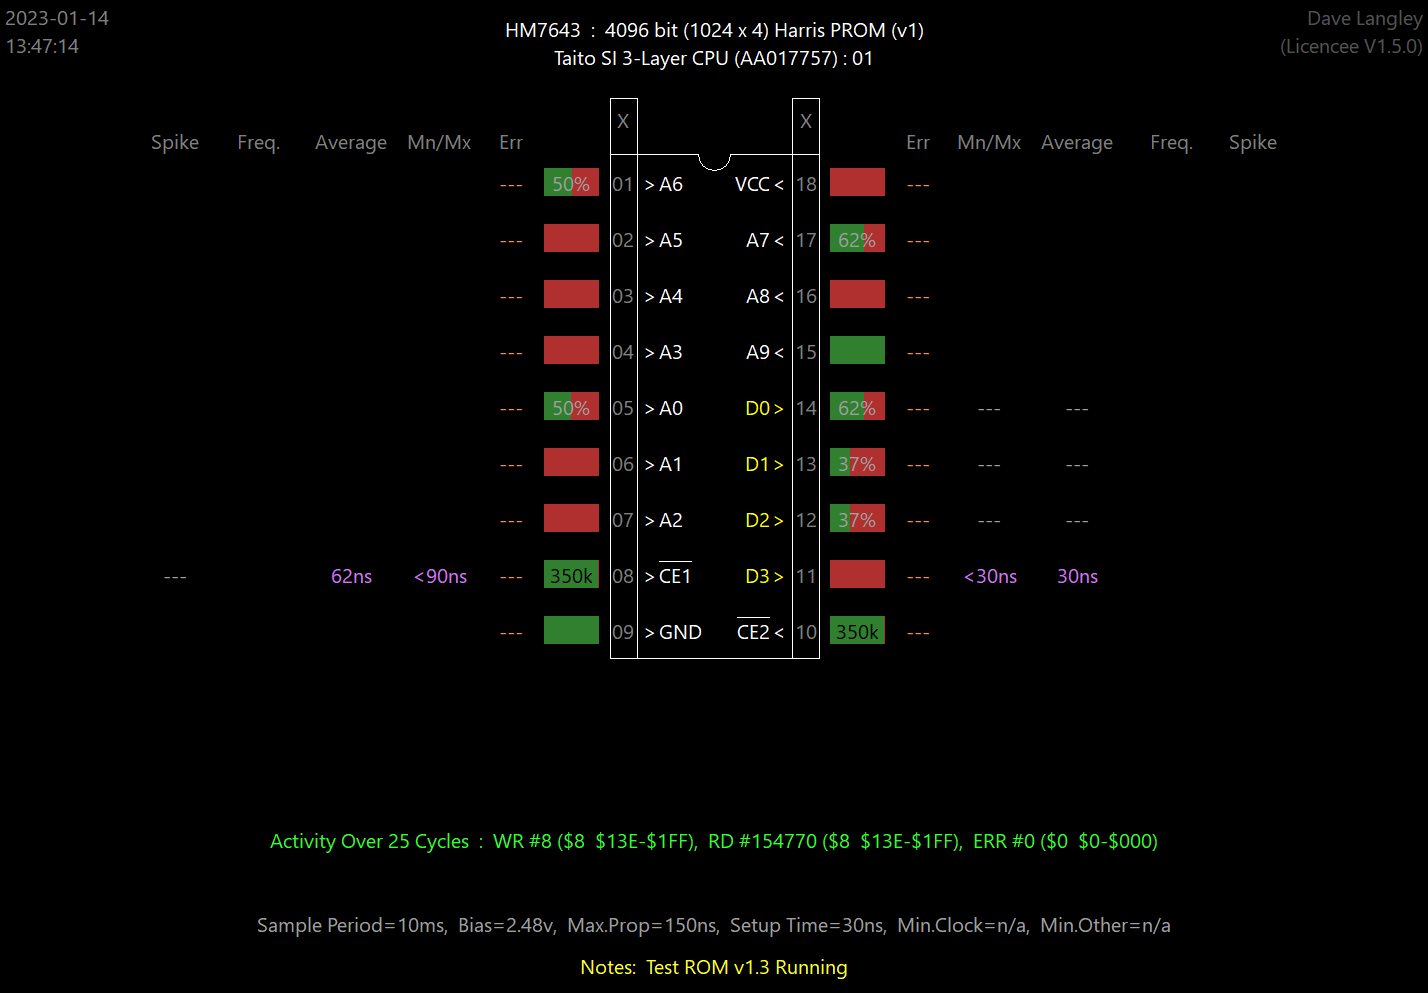 2023-01-14
13:47:14
HM7643 : 4096 bit (1024 x 4) Harris PROM (v1)
Taito SI 3-Layer CPU (AA017757) : 01
Dave Langley
(Licencee V1.5.0)
X X
Spike Freq. Average Mn/Mx Err Err Mn/Mx Average Freq. Spike
--- 50% 01 > A6 VCC < 18 ---
--- 02 > A5 A7 < 17 62% ---
--- 03 > A4 A8 < 16 ---
--- 04 > A3 A9 < 15 ---
--- 50% 05 > A0 D0 > 14 62% --- --- ---
--- 06 > A1 D1 > 13 37% --- --- ---
--- 07 > A2 D2 > 12 37% --- --- ---
--- 62ns <90ns --- 350k 08 > CE1 D3 > 11 --- <30ns 30ns
--- 09 > GND CE2 < 10 350k ---
Activity Over 25 Cycles : WR #8 ($8 $13E-$1FF), RD #154770 ($8 $13E-$1FF), ERR #0 ($0 $0-$000)
Sample Period=10ms, Bias=2.48v, Max.Prop=150ns, Setup Time=30ns, Min.Clock=n/a, Min.Other=n/a
Notes: Test ROM v1.3 Running